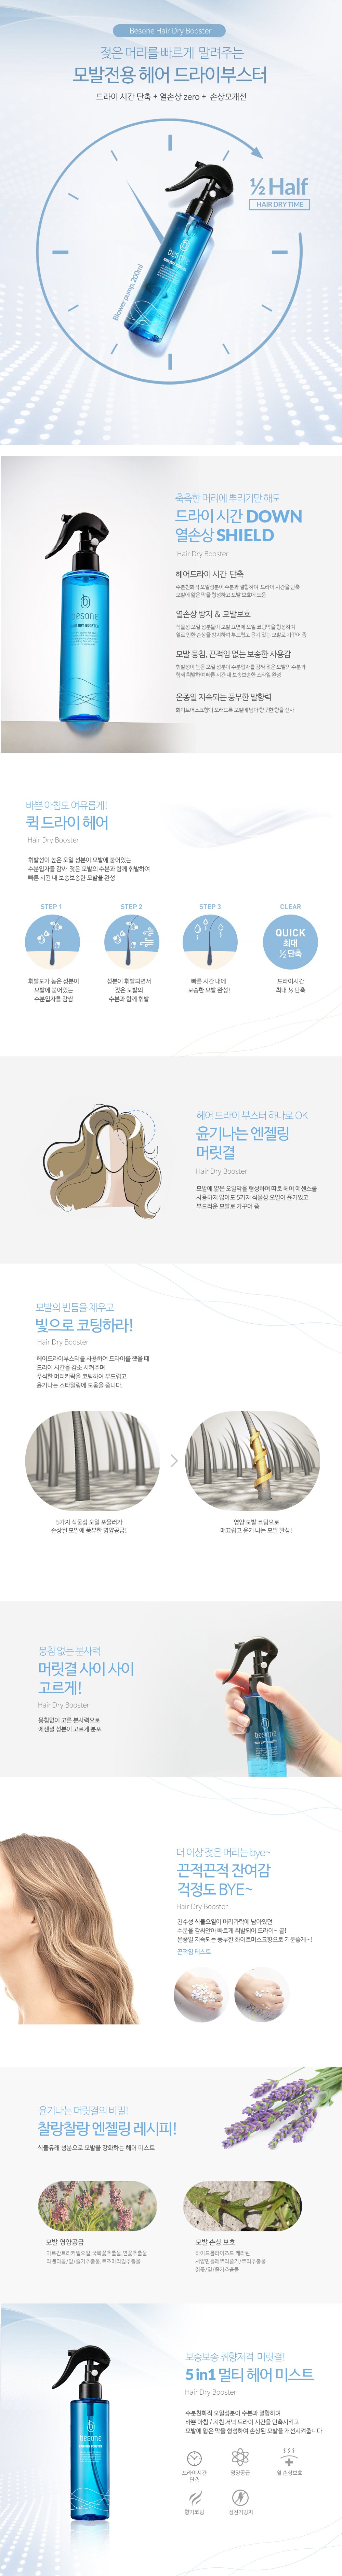 Besone Hair Dry Booster
젖은 머리를 빠르게 말려주는
모발전용 헤어 드라이부스터
드라이 시간 단축 + 열손상 zero + 손상모개선
½ Half
HAIR DRY TIME
besone
HAIR DRY BOOSTER
Blower pump. 200ml
축축한 머리에 뿌리기만 해도
드라이 시간 DOWN
열손상 SHIELD
Hair Dry Booster
헤어드라이 시간 단축
수분친화적 오일성분이 수분과 결합하여 드라이 시간을 단축
모발에 얇은 막을 형성하고 모발 보호에 도움
열손상 방지 & 모발보호
식물성 오일 성분들이 모발 표면에 오일 코팅막을 형성하여
열로 인한 손상을 방지하며 부드럽고 윤기 있는 모발로 가꾸어 줌
모발 뭉침, 끈적임 없는 보송한 사용감
휘발성이 높은 오일 성분이 수분입자를 감싸 젖은 모발의 수분과
함께 휘발하여 빠른 시간 내 보송보송한 스타일 완성
온종일 지속되는 풍부한 발향력
화이트머스크향이 오래도록 모발에 남아 향긋한 향을 선사
besone
HAIR DRY BOOSTER
바쁜 아침도 여유롭게!
퀵 드라이 헤어
Hair Dry Booster
휘발성이 높은 오일 성분이 모발에 붙어있는
수분입자를 감싸 젖은 모발의 수분과 함께 휘발하여
빠른 시간 내 보송보송한 모발을 완성
STEP 1
STEP 2
STEP 3
CLEAR
QUICK
최대
½ 단축
휘발도가 높은 성분이
모발에 붙어있는
수분입자를 감쌈
성분이 휘발되면서
젖은 모발의
수분과 함께 휘발
빠른 시간 내에
보송한 모발 완성!
드라이시간
최대 ½ 단축
헤어 드라이 부스터 하나로 OK
윤기나는 엔젤링
머릿결
Hair Dry Booster
모발에 얇은 오일막을 형성하여 따로 헤어 에센스를
사용하지 않아도 5가지 식물성 오일이 윤기있고
부드러운 모발로 가꾸어 줌
모발의 빈틈을 채우고
빛으로 코팅하라!
Hair Dry Booster
헤어드라이부스터를 사용하여 드라이를 했을 때
드라이 시간을 감소 시켜주며
푸석한 머리카락을 코팅하여 부드럽고
윤기나는 스타일링에 도움을 줍니다.
5가지 식물성 오일 포뮬러가
손상된 모발에 풍부한 영양공급!
영양 모발 코팅으로
매끄럽고 윤기 나는 모발 완성!
뭉침 없는 분사력
머릿결 사이 사이
고르게!
Hair Dry Booster
뭉침없이 고른 분사력으로
에센셜 성분이 고르게 분포
besone
더 이상 젖은 머리는 bye~
끈적끈적 잔여감
걱정도 BYE~
Hair Dry Booster
친수성 식물오일이 머리카락에 남아있던
수분을 감싸안아 빠르게 휘발되어 드라이~ 끝!
온종일 지속되는 풍부한 화이트머스크향으로 기분좋게~!
끈적임 테스트
윤기나는 머릿결의 비밀!
찰랑찰랑 엔젤링 레시피!
식물유래 성분으로 모발을 강화하는 헤어 미스트
모발 영양공급
아르간트리커넬오일,국화꽃추출물,연꽃추출물
라벤더꽃/잎/줄기추출물,로즈마리잎추출물
모발 손상 보호
하이드롤라이즈드 케라틴
서양민들레뿌리줄기/뿌리추출물
칡꽃/잎/줄기추출물
보송보송 취향저격 머릿결!
5 in1 멀티 헤어 미스트
Hair Dry Booster
수분친화적 오일성분이 수분과 결합하여
바쁜 아침 / 지친 저녁 드라이 시간을 단축시키고
모발에 얇은 막을 형성하여 손상된 모발을 개선시켜줍니다
드라이시간
단축
영양공급
열 손상보호
향기코팅
정전기방지
besone
HAIR DRY BOOSTER